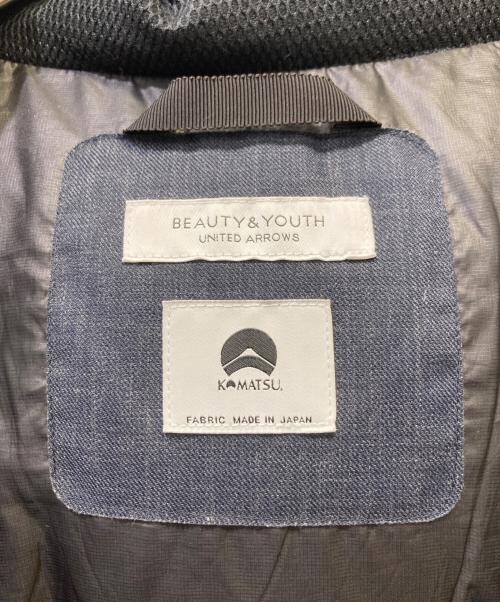 BEAUTY&YOUTH
UNITED ARROWS
KOMATSU.
FABRIC MADE IN JAPAN